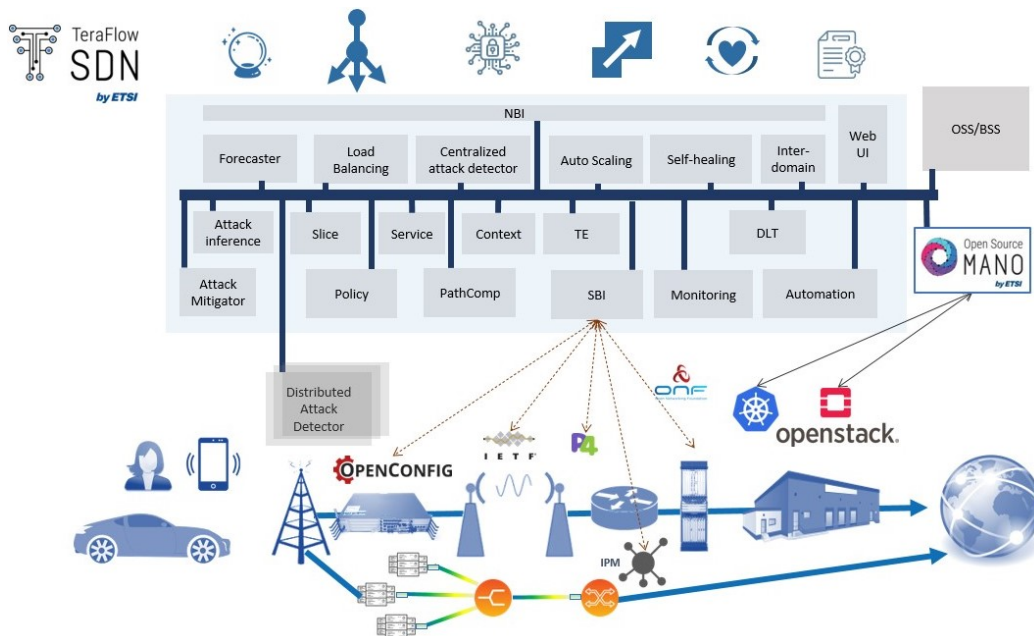 TeraFlow
SDN
by ETSI
NBI
Forecaster
Load
Balancing
Centralized
attack detector
Auto Scaling
Self-healing
Inter-
domain
Web
UI
OSS/BSS
Attack
inference
Slice
Service
Context
TE
DLT
Open Source
MANO
by ETSI
Attack
Mitigator
Policy
PathComp
SBI
Monitoring
Automation
Distributed
Attack
Detector
ONF
openstack.
OPENCONFIG
IETF
P4
IPM